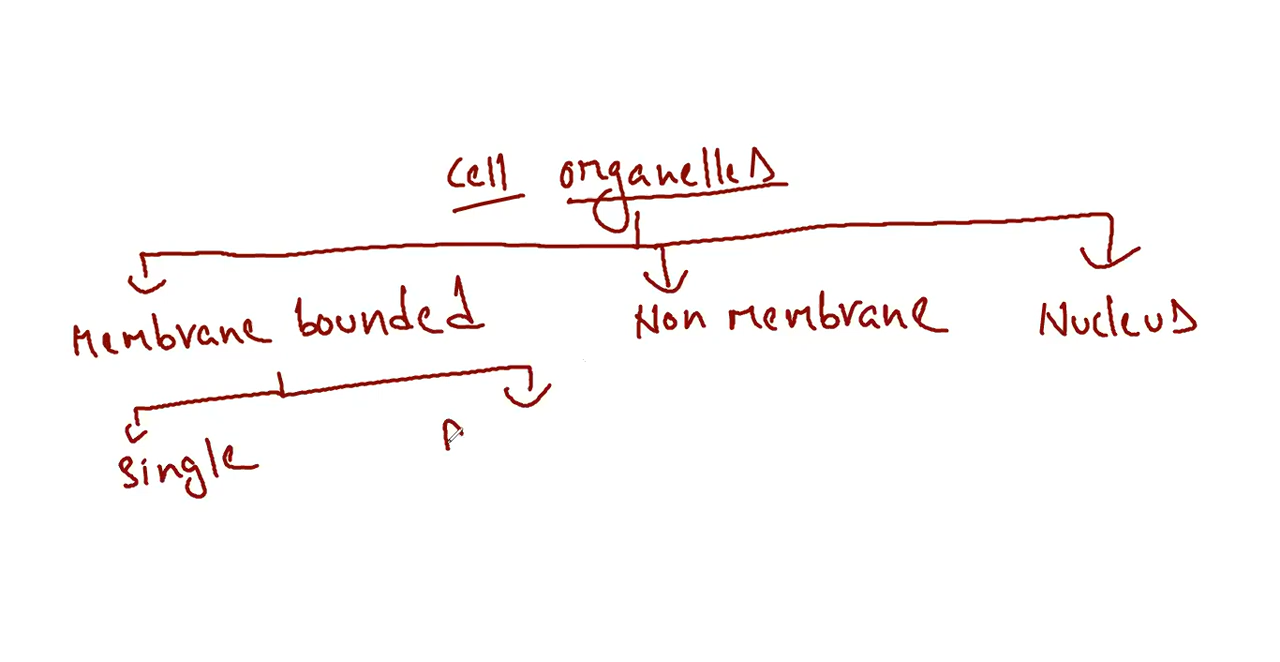 Cell organelles
Membrane bounded Non membrane Nucleus
Single